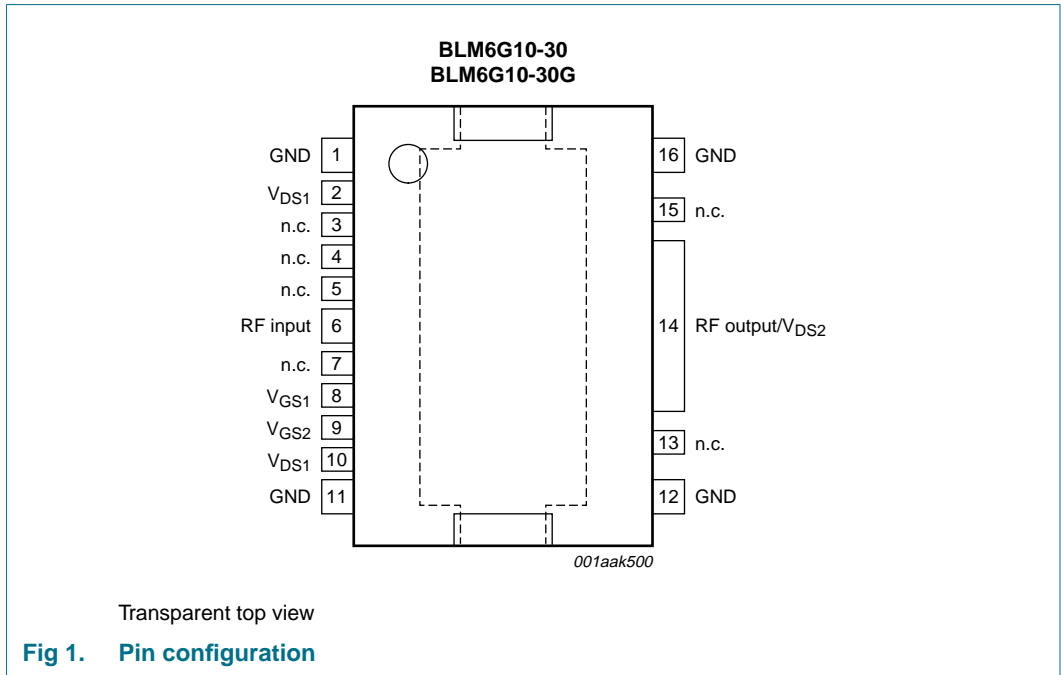 BLM6G10-30
BLM6G10-30G
GND 1
VDS1 2
n.c. 3
n.c. 4
n.c. 5
RF input 6
n.c. 7
VGS1 8
VGS2 9
VDS1 10
GND 11
16 GND
15 n.c.
14 RF output/VDS2
13 n.c.
12 GND
001aak500
Transparent top view
Fig 1. Pin configuration